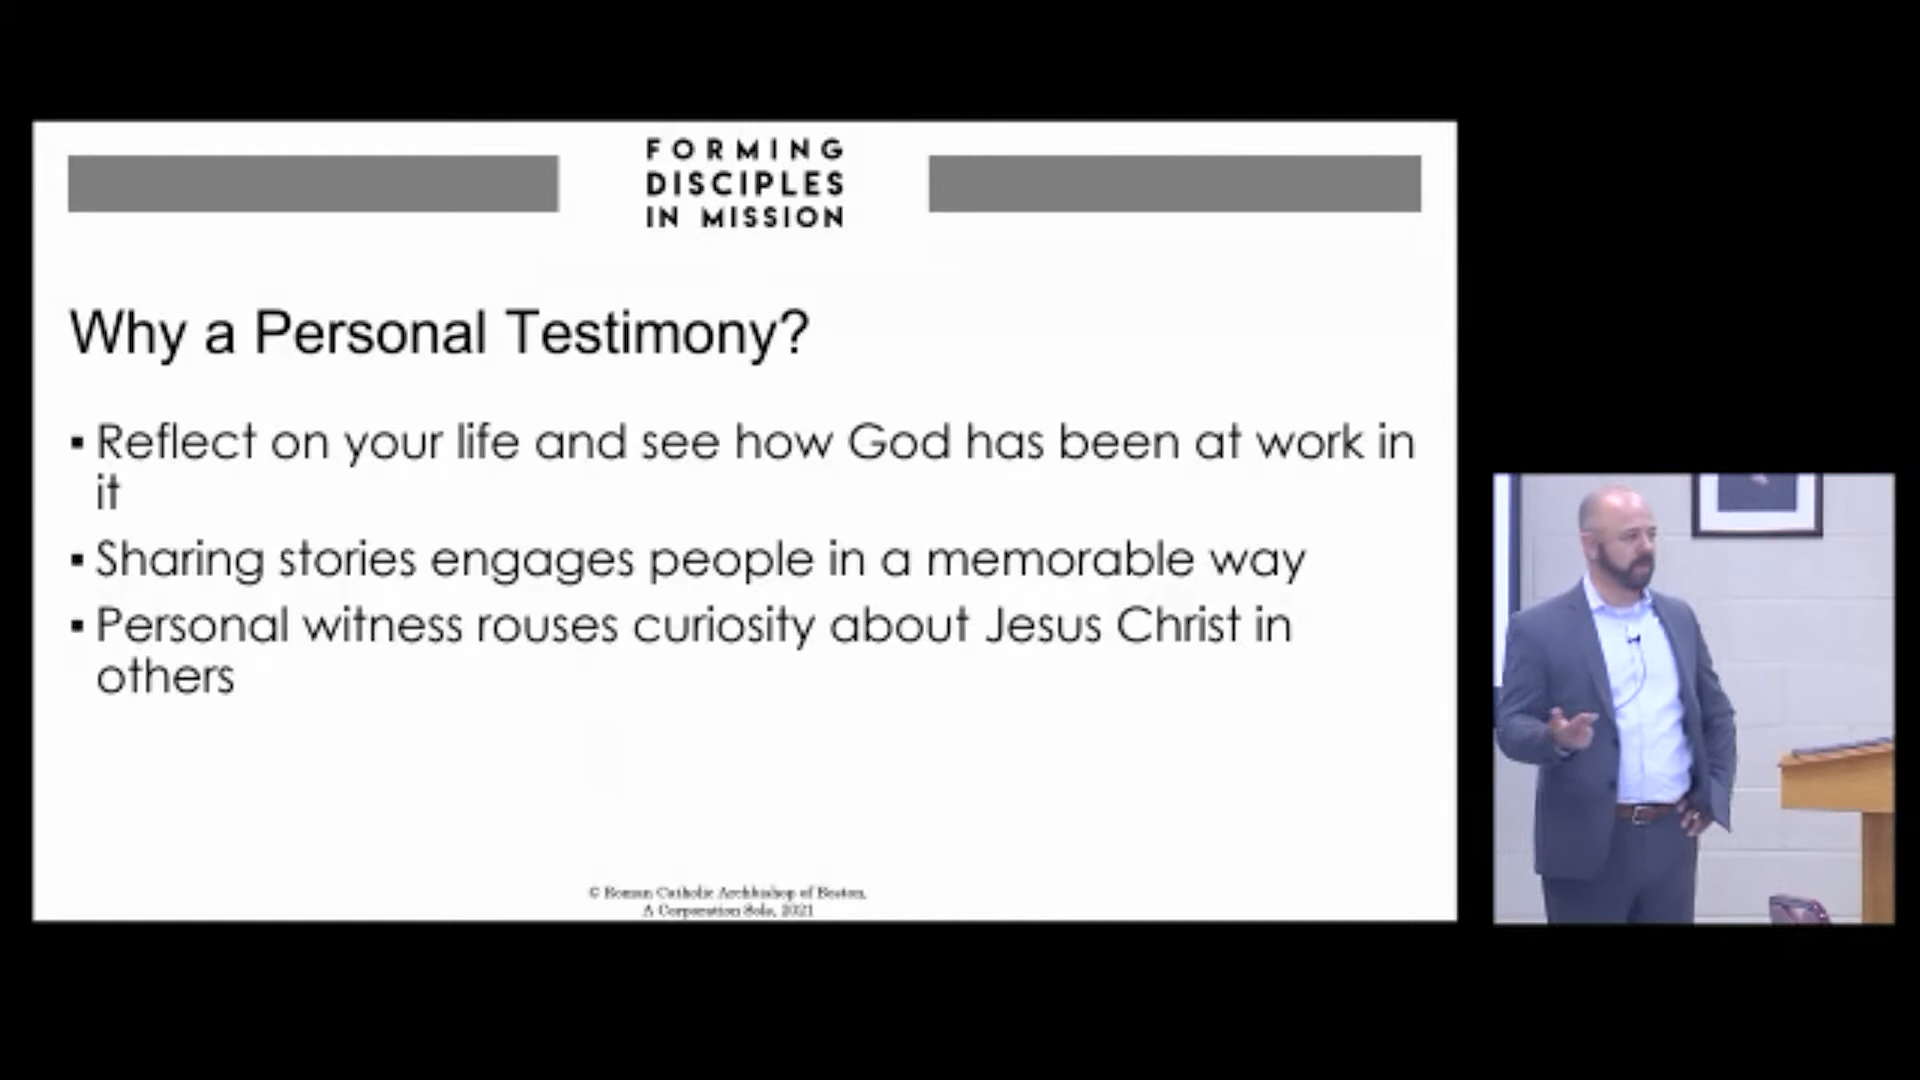 FORMING
DISCIPLES
IN MISSION
Why a Personal Testimony?
▪ Reflect on your life and see how God has been at work in
it
▪ Sharing stories engages people in a memorable way
▪ Personal witness rouses curiosity about Jesus Christ in
others
© Roman Catholic Archbishop of Boston,
A Corporation Sole, 2021